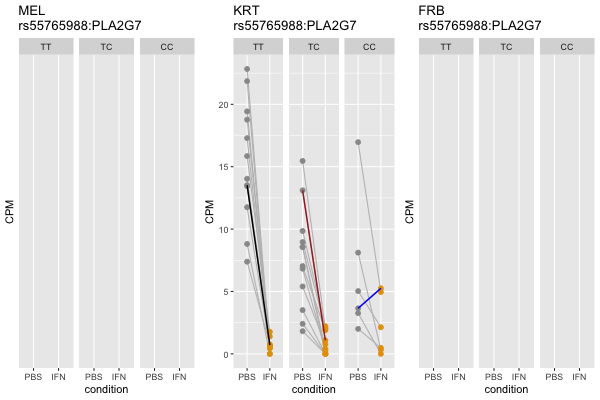 MEL
rs55765988:PLA2G7
TT TC CC
CPM
PBS IFN PBS IFN PBS IFN
condition
KRT
rs55765988:PLA2G7
TT TC CC
CPM
20
15
10
5
0
PBS IFN PBS IFN PBS IFN
condition
FRB
rs55765988:PLA2G7
TT TC CC
CPM
PBS IFN PBS IFN PBS IFN
condition